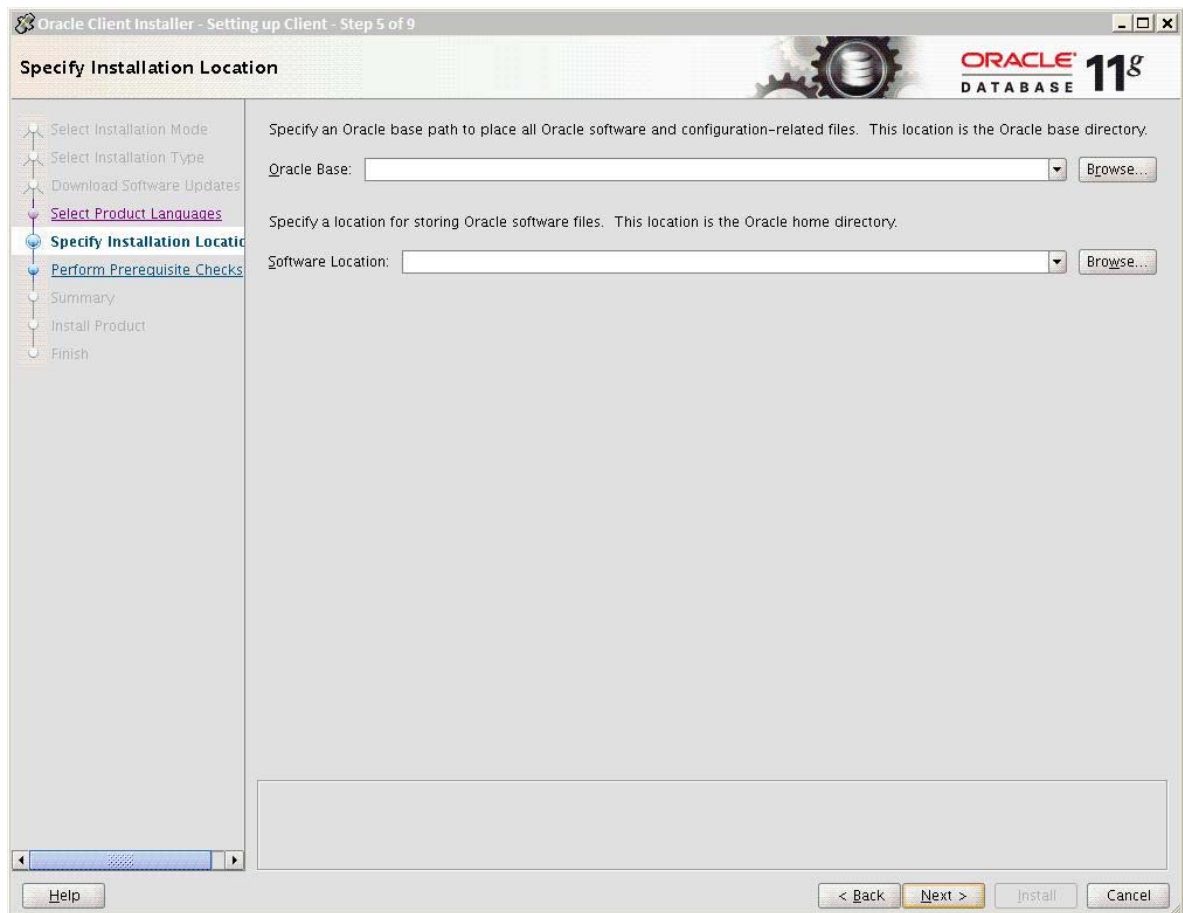 Oracle Client Installer - Setting up Client - Step 5 of 9
Specify Installation Location
ORACLE
DATABASE
11g
Select Installation Mode
Select Installation Type
Download Software Updates
Select Product Languages
Specify Installation Locatio
Perform Prerequisite Checks
Summary
Install Product
Finish
Specify an Oracle base path to place all Oracle software and configuration-related files. This location is the Oracle base directory.
Oracle Base:
Browse...
Specify a location for storing Oracle software files. This location is the Oracle home directory.
Software Location:
Browse...
Help
< Back
Next >
Install
Cancel